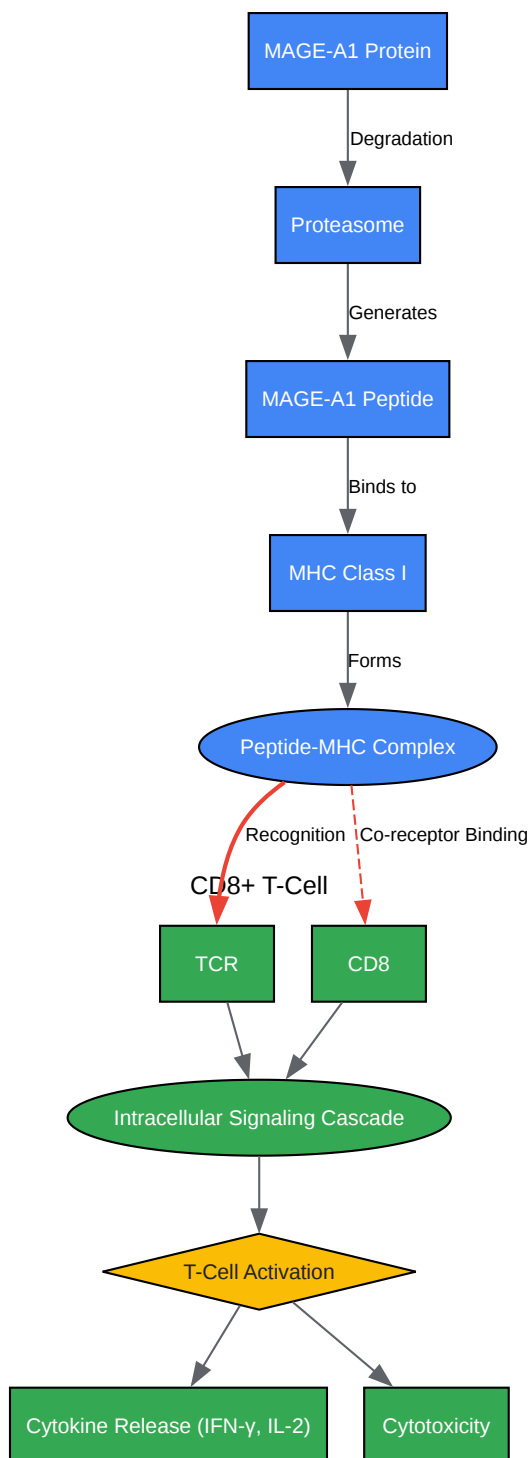 MAGE-A1 Protein
Degradation
Proteasome
Generates
MAGE-A1 Peptide
Binds to
MHC Class I
Forms
Peptide-MHC Complex
Recognition
Co-receptor Binding
CD8+ T-Cell
TCR
CD8
Intracellular Signaling Cascade
T-Cell Activation
Cytokine Release (IFN-γ, IL-2)
Cytotoxicity